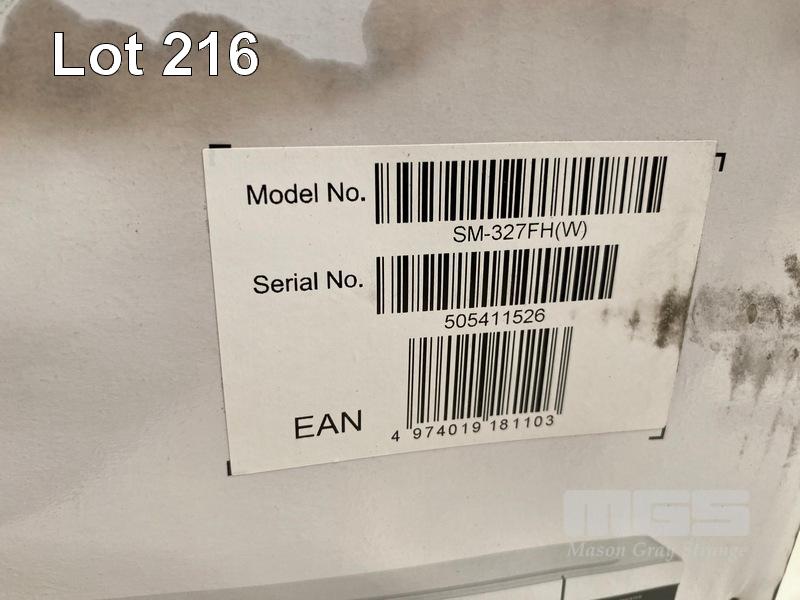 Lot 216
Model No.
SM-327FH(W)
Serial No.
505411526
EAN
4 974019 181103
MGS
Mason Gray Strange